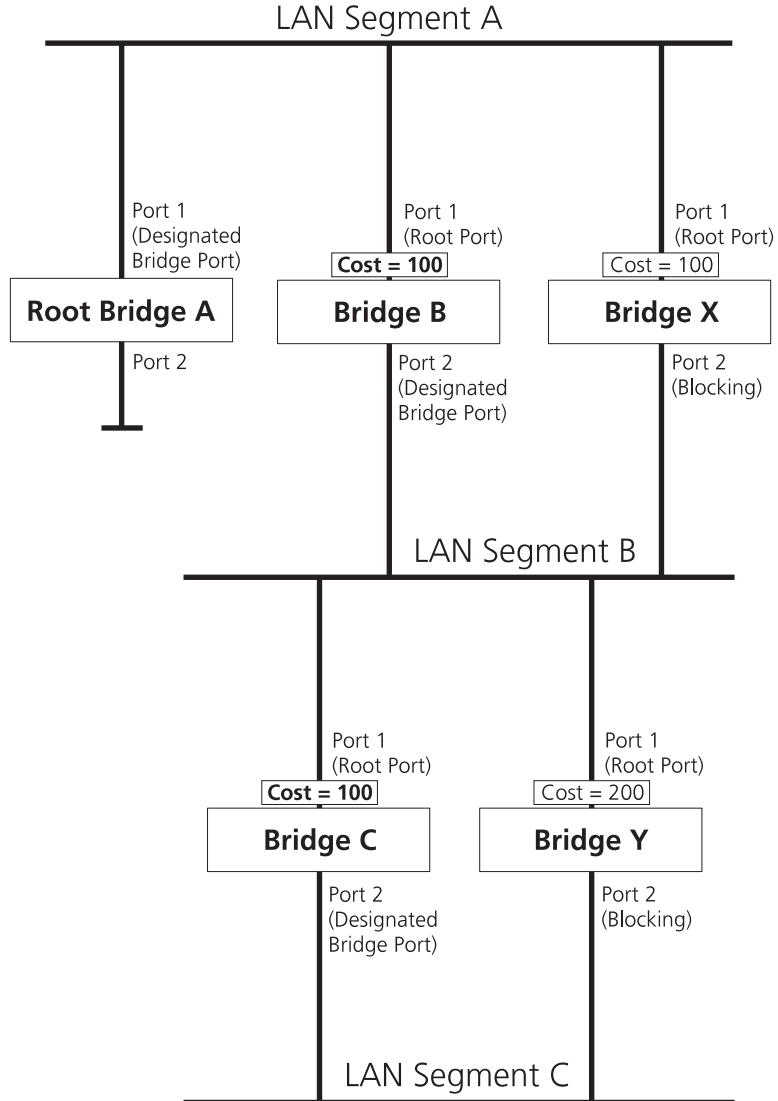 LAN Segment A
Port 1
(Designated
Bridge Port)
Root Bridge A
Port 2
Port 1
(Root Port)
Cost = 100
Bridge B
Port 2
(Designated
Bridge Port)
Port 1
(Root Port)
Cost = 100
Bridge X
Port 2
(Blocking)
LAN Segment B
Port 1
(Root Port)
Cost = 100
Bridge C
Port 2
(Designated
Bridge Port)
Port 1
(Root Port)
Cost = 200
Bridge Y
Port 2
(Blocking)
LAN Segment C